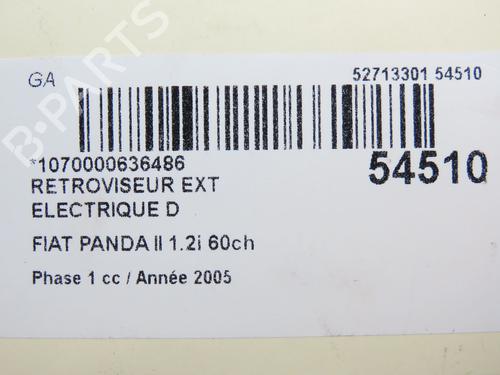 GA
52713301 54510
*1070000636486
54510
RETROVISEUR EXT
ELECTRIQUE D
FIAT PANDA II 1.2i 60ch
Phase 1 cc / Année 2005
B-PARTS